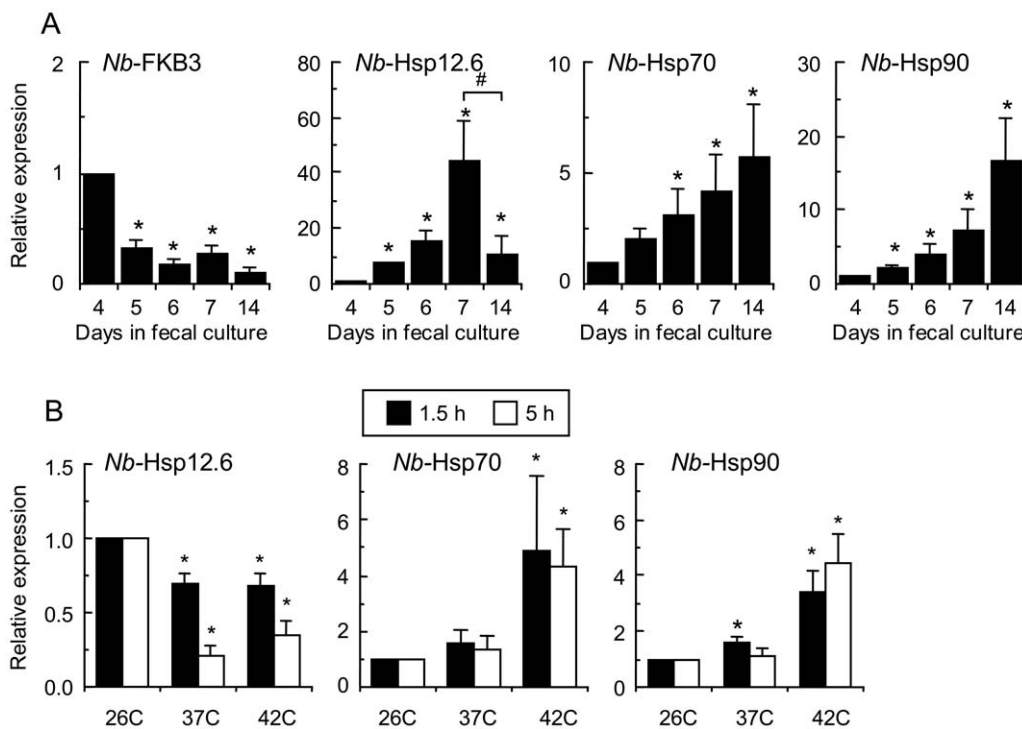 A
Nb-FKB3 Nb-Hsp12.6 Nb-Hsp70 Nb-Hsp90
Relative expression
2
1
0
4 5 6 7 14
Days in fecal culture
* * * *
80
60
40
20
0
4 5 6 7 14
Days in fecal culture
* * * *
#
10
5
0
4 5 6 7 14
Days in fecal culture
* * *
30
20
10
0
4 5 6 7 14
Days in fecal culture
* * * *
B
1.5 h 5 h
Nb-Hsp12.6 Nb-Hsp70 Nb-Hsp90
Relative expression
1.5
1.0
0.5
0.0
26C 37C 42C
* * * *
8
6
4
2
0
26C 37C 42C
* *
8
6
4
2
0
26C 37C 42C
* * *